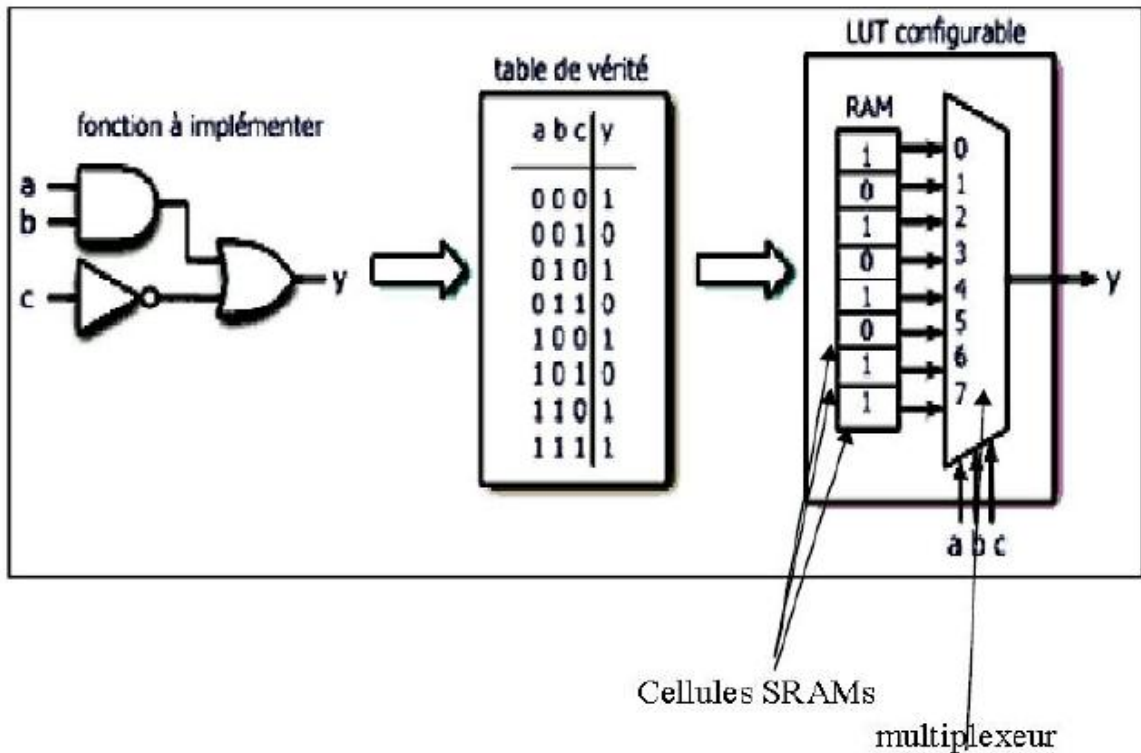 LUT configurable
table de vérité
fonction à implémenter
RAM
a b c y
a
b
c
y
0 0 0 1
0 0 1 0
0 1 0 1
0 1 1 0
1 0 0 1
1 0 1 0
1 1 0 1
1 1 1 1
1 0
0 1
1 2
0 3
1 4
0 5
1 6
1 7
y
a b c
Cellules SRAMs
multiplexeur